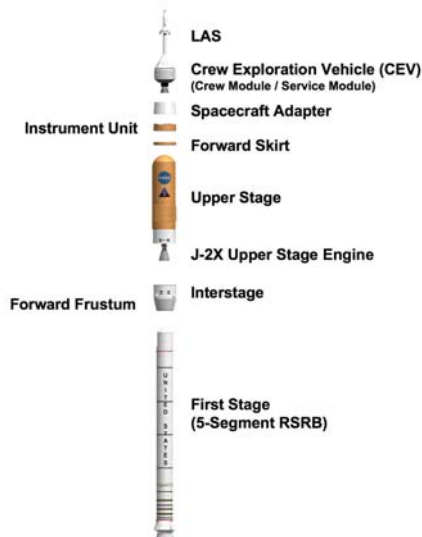 LAS
Crew Exploration Vehicle (CEV)
(Crew Module / Service Module)
Spacecraft Adapter
Instrument Unit
Forward Skirt
Upper Stage
J-2X Upper Stage Engine
Interstage
Forward Frustum
UNITED STATES
First Stage
(5-Segment RSRB)